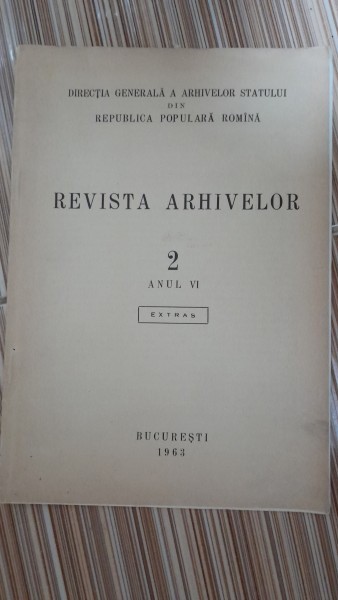 DIRECȚIA GENERALĂ A ARHIVELOR STATULUI
DIN
REPUBLICA POPULARĂ ROMÎNĂ
REVISTA ARHIVELOR
2
ANUL VI
EXTRAS
BUCUREȘTI
1963